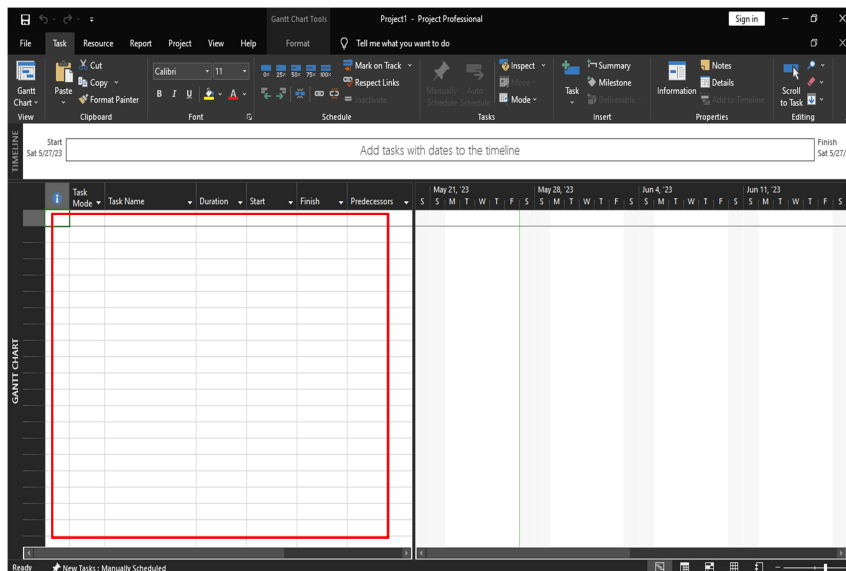 Gantt Chart Tools Project1 - Project Professional Sign in
File Task Resource Report Project View Help Format Tell me what you want to do
Gantt Chart
View
Paste
Cut
Copy
Format Painter
Clipboard
Calibri 11
B I U A
Font
0% 25% 50% 75% 100%
Mark on Track
Respect Links
Inactivate
Schedule
Manually Schedule
Auto Schedule
Inspect
Move
Mode
Tasks
Task
Summary
Milestone
Deliverable
Insert
Information
Notes
Details
Add to Timeline
Properties
Scroll to Task
Editing
TIMELINE
Start
Sat 5/27/23
Add tasks with dates to the timeline
Finish
Sat 5/27/
Task Mode Task Name Duration Start Finish Predecessors
May 21, '23 May 28, '23 Jun 4, '23 Jun 11, '23
S S M T W T F S S M T W T F S S M T W T F S S M T W T F S
GANTT CHART
Ready New Tasks : Manually Scheduled